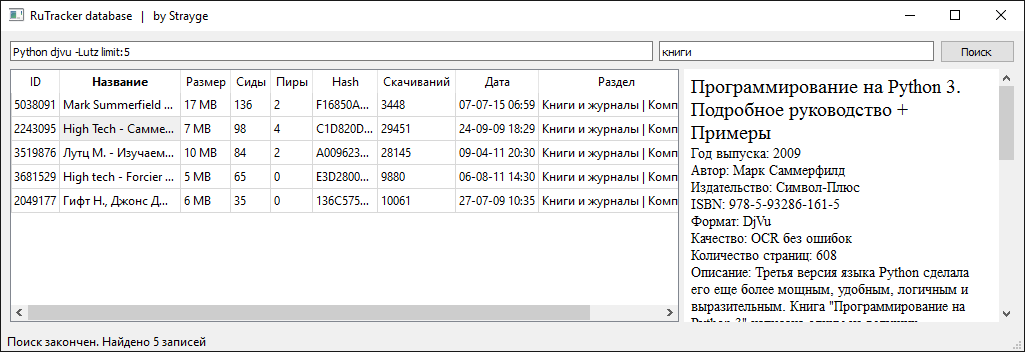 RuTracker database | by Strayge
Python djvu -Lutz limit:5 книги Поиск
ID Название Размер Сиды Пиры Hash Скачиваний Дата Раздел
5038091 Mark Summerfield ... 17 MB 136 2 F16850A... 3448 07-07-15 06:59 Книги и журналы | Комп
2243095 High Tech - Самме... 7 MB 98 4 C1D820D... 29451 24-09-09 18:29 Книги и журналы | Комп
3519876 Лутц М. - Изучаем... 10 MB 84 2 A009623... 28145 09-04-11 20:30 Книги и журналы | Комп
3681529 High tech - Forcier ... 5 MB 65 0 E3D2800... 9880 06-08-11 14:30 Книги и журналы | Комп
2049177 Гифт Н., Джонс Д... 6 MB 35 0 136C575... 10061 27-07-09 10:35 Книги и журналы | Комп
Программирование на Python 3.
Подробное руководство +
Примеры
Год выпуска: 2009
Автор: Марк Саммерфилд
Издательство: Символ-Плюс
ISBN: 978-5-93286-161-5
Формат: DjVu
Качество: OCR без ошибок
Количество страниц: 608
Описание: Третья версия языка Python сделала
его еще более мощным, удобным, логичным и
выразительным. Книга "Программирование на
Python 3"
Поиск закончен. Найдено 5 записей